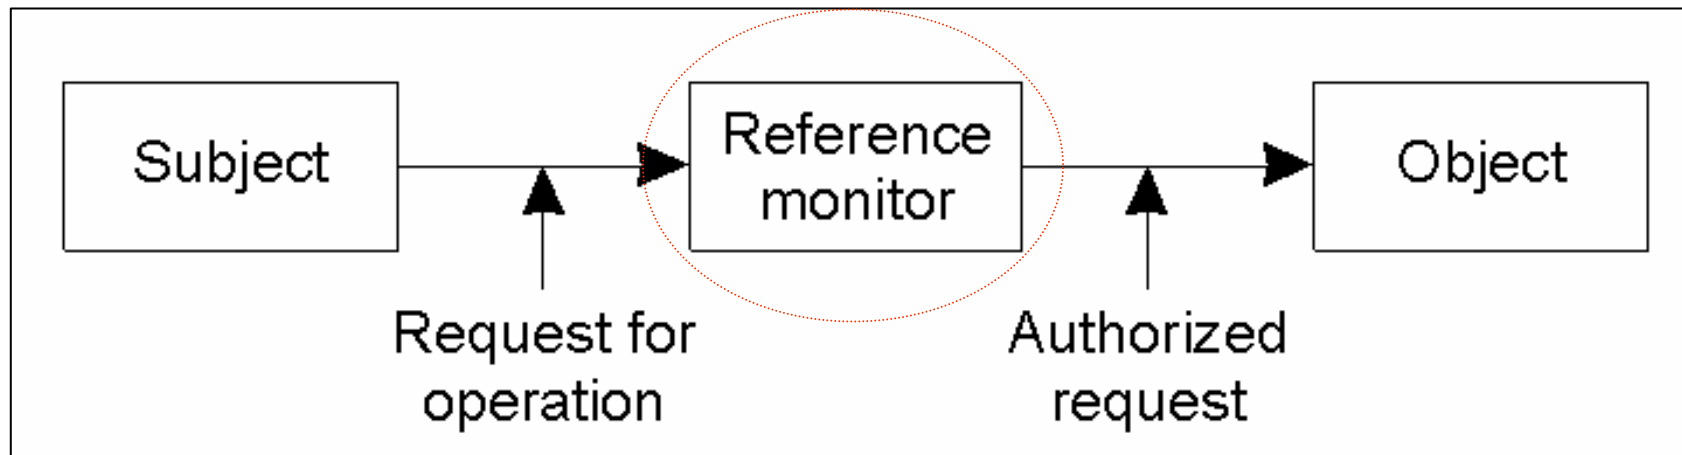 Subject
Reference
monitor
Object
Request for
operation
Authorized
request